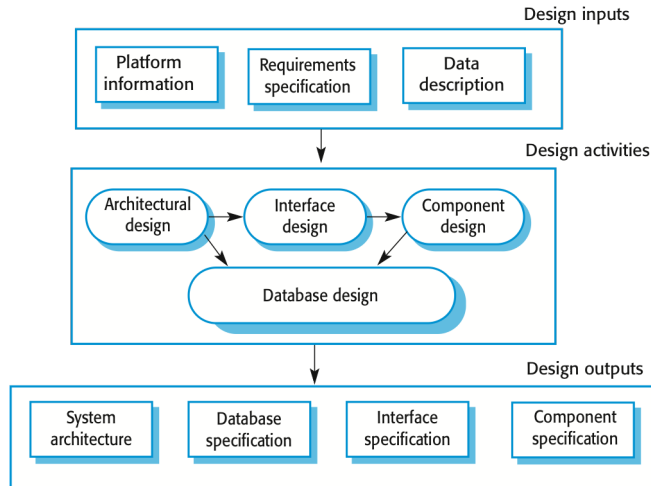 Design inputs
Platform
information
Requirements
specification
Data
description
Design activities
Architectural
design
Interface
design
Component
design
Database design
Design outputs
System
architecture
Database
specification
Interface
specification
Component
specification